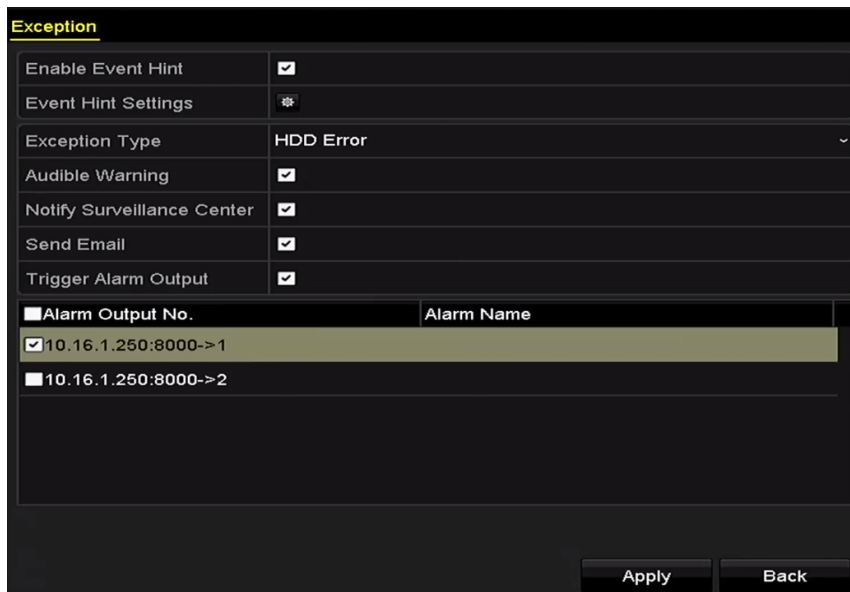 Exception
Enable Event Hint
Event Hint Settings
Exception Type HDD Error
Audible Warning
Notify Surveillance Center
Send Email
Trigger Alarm Output
Alarm Output No. Alarm Name
10.16.1.250:8000->1
10.16.1.250:8000->2
Apply Back